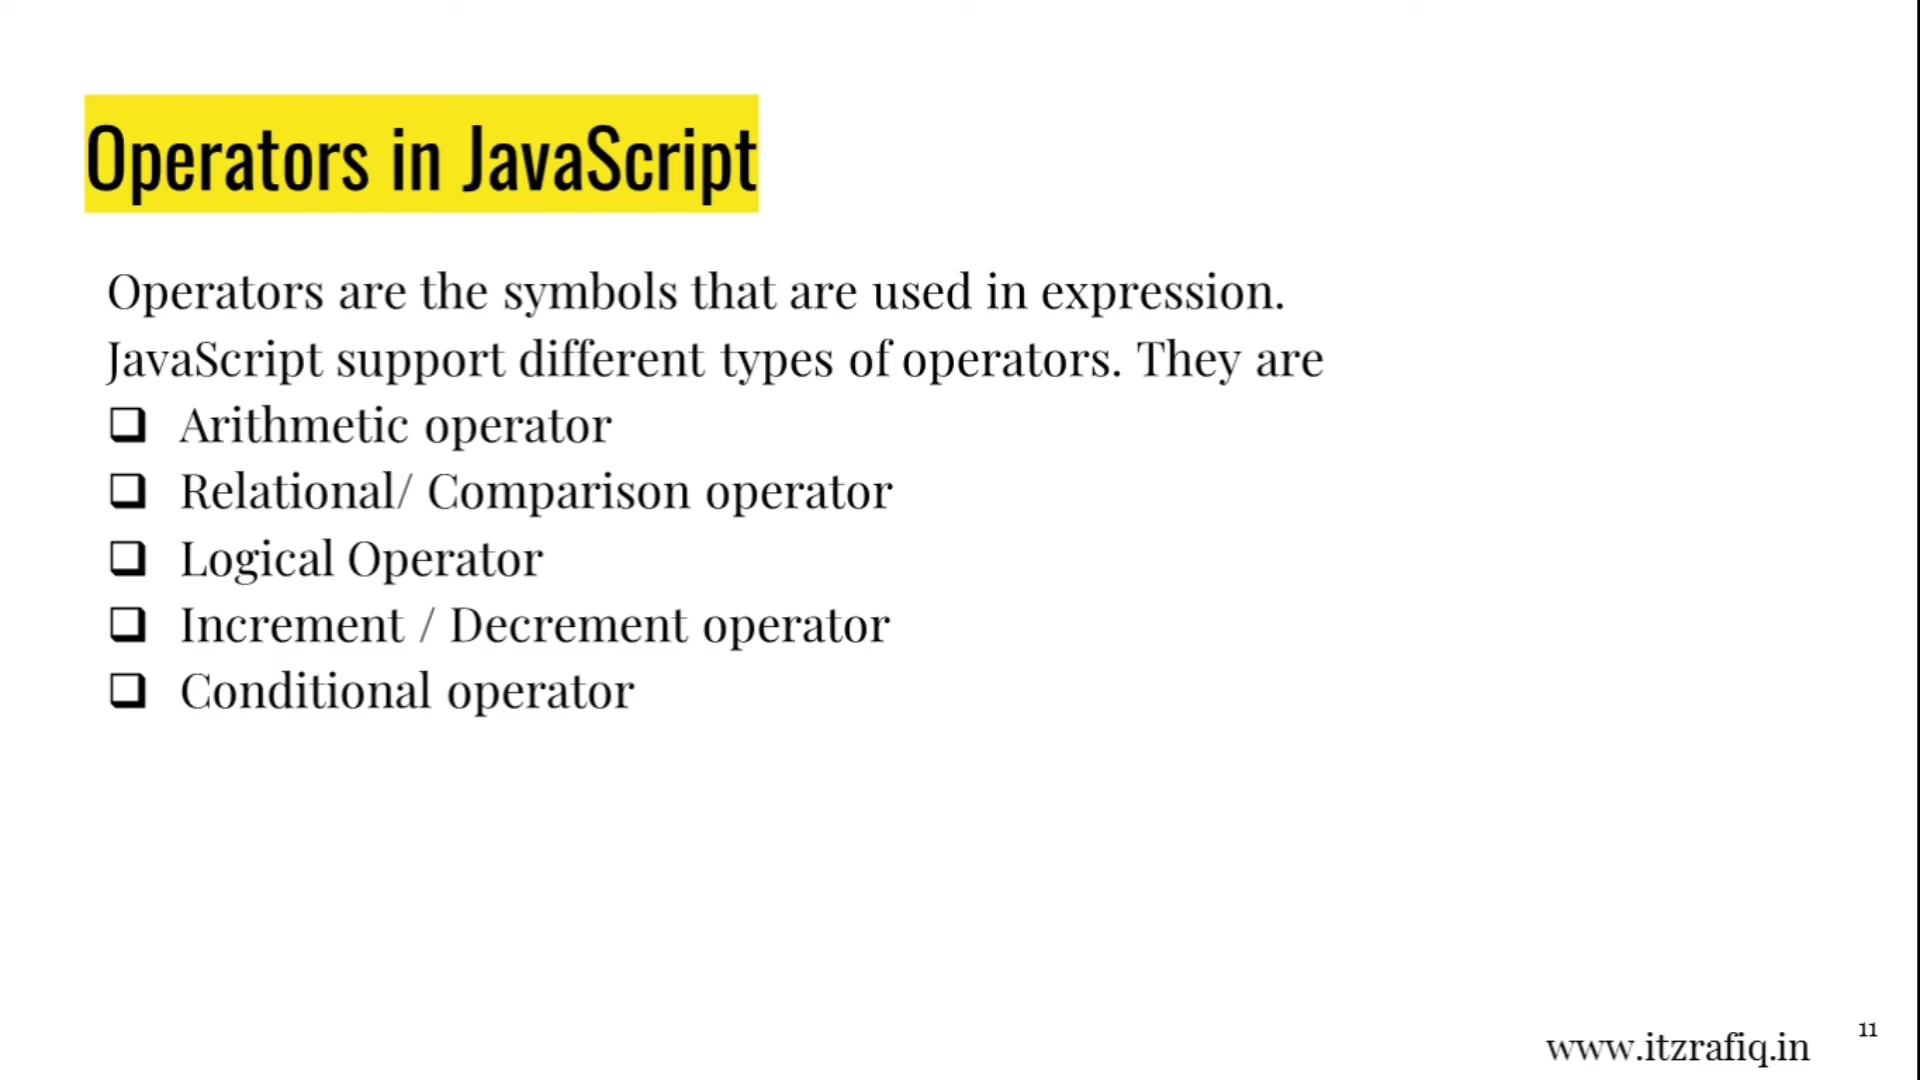 Operators in JavaScript
Operators are the symbols that are used in expression.
JavaScript support different types of operators. They are
❑ Arithmetic operator
❑ Relational/ Comparison operator
❑ Logical Operator
❑ Increment / Decrement operator
❑ Conditional operator
11
www.itzrafiq.in